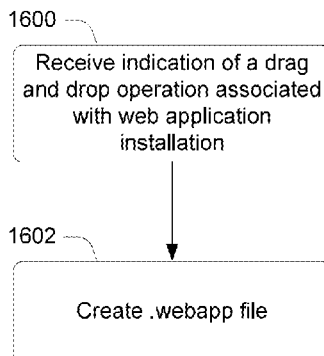 1600
Receive indication of a drag
and drop operation associated
with web application
installation
1602
Create .webapp file